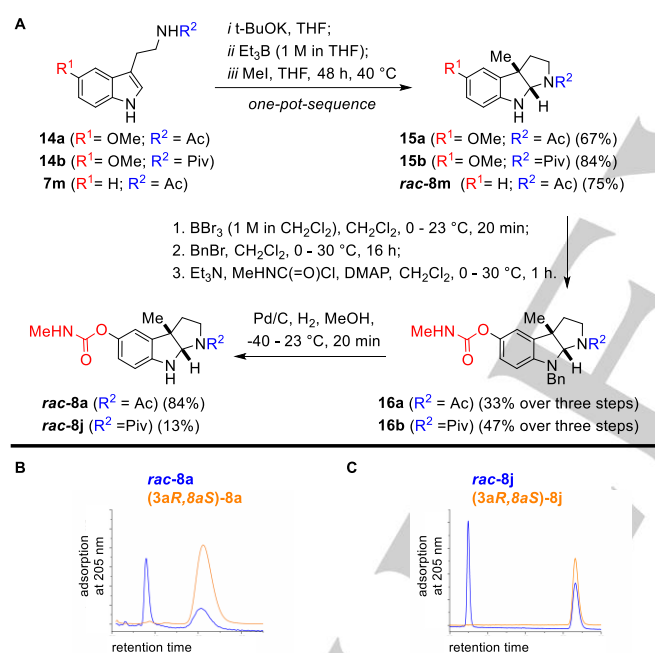 A
NHR²
R¹
N
H
i t-BuOK, THF;
ii Et₃B (1 M in THF);
iii MeI, THF, 48 h, 40 °C
one-pot-sequence
Me
R¹
NR²
N
H
H
14a (R¹= OMe; R² = Ac)
14b (R¹= OMe; R² = Piv)
7m (R¹= H; R² = Ac)
15a (R¹ = OMe; R² = Ac) (67%)
15b (R¹ = OMe; R² =Piv) (84%)
rac-8m (R¹= H; R² = Ac) (75%)
1. BBr₃ (1 M in CH₂Cl₂), CH₂Cl₂, 0 - 23 °C, 20 min;
2. BnBr, CH₂Cl₂, 0 - 30 °C, 16 h;
3. Et₃N, MeHNC(=O)Cl, DMAP, CH₂Cl₂, 0 - 30 °C, 1 h.
MeHN
O
O
Me
NR²
N
H
H
Pd/C, H₂, MeOH,
-40 - 23 °C, 20 min
MeHN
O
O
Me
NR²
N
H
Bn
rac-8a (R² = Ac) (84%)
rac-8j (R² =Piv) (13%)
16a (R² = Ac) (33% over three steps)
16b (R² =Piv) (47% over three steps)
B
rac-8a
(3aR,8aS)-8a
adsorption
at 205 nm
retention time
C
rac-8j
(3aR,8aS)-8j
adsorption
at 205 nm
retention time